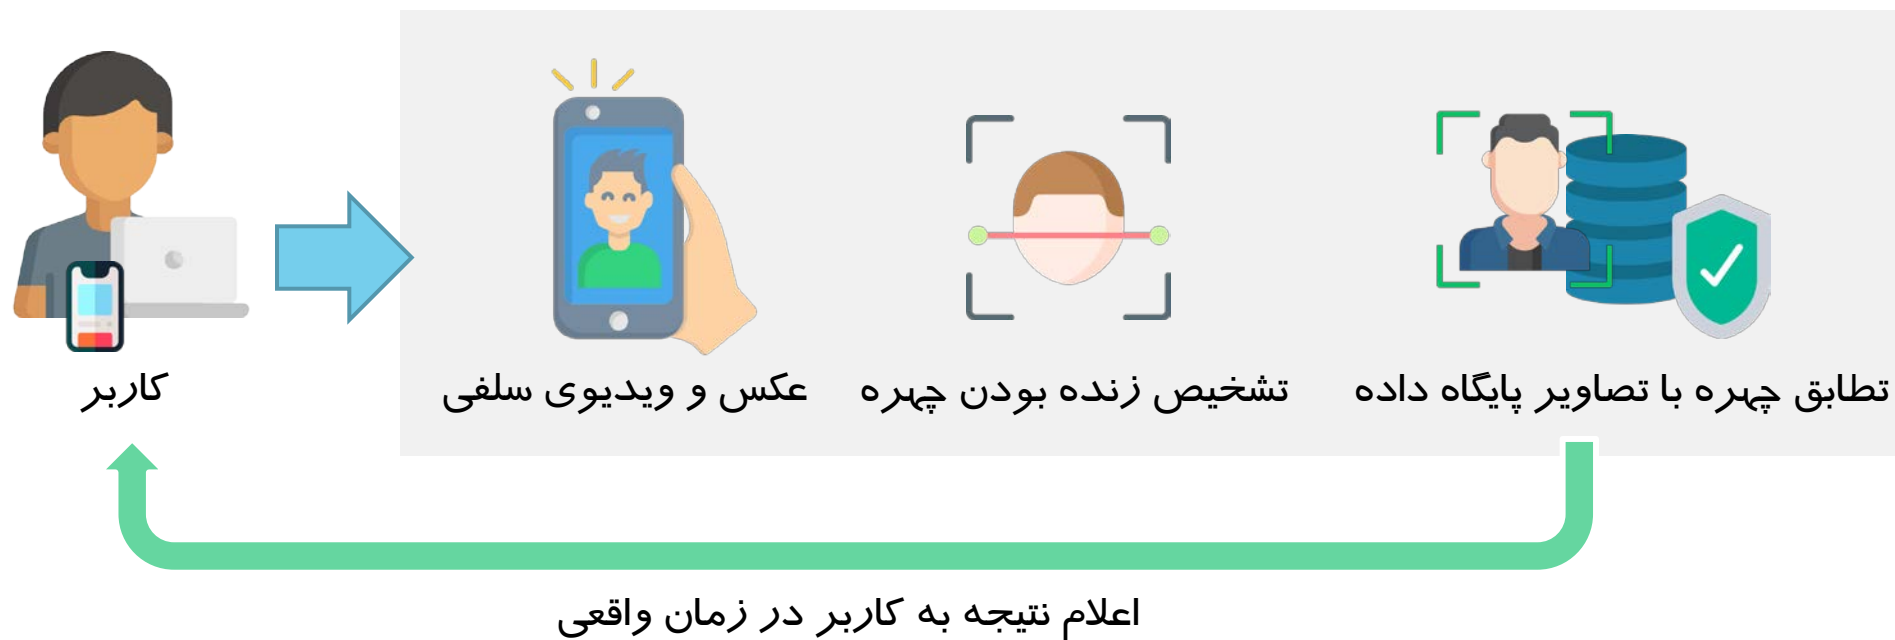 کاربر
عکس و ویدیوی سلفی
تشخیص زنده بودن چهره
تطابق چهره با تصاویر پایگاه داده
اعلام نتیجه به کاربر در زمان واقعی